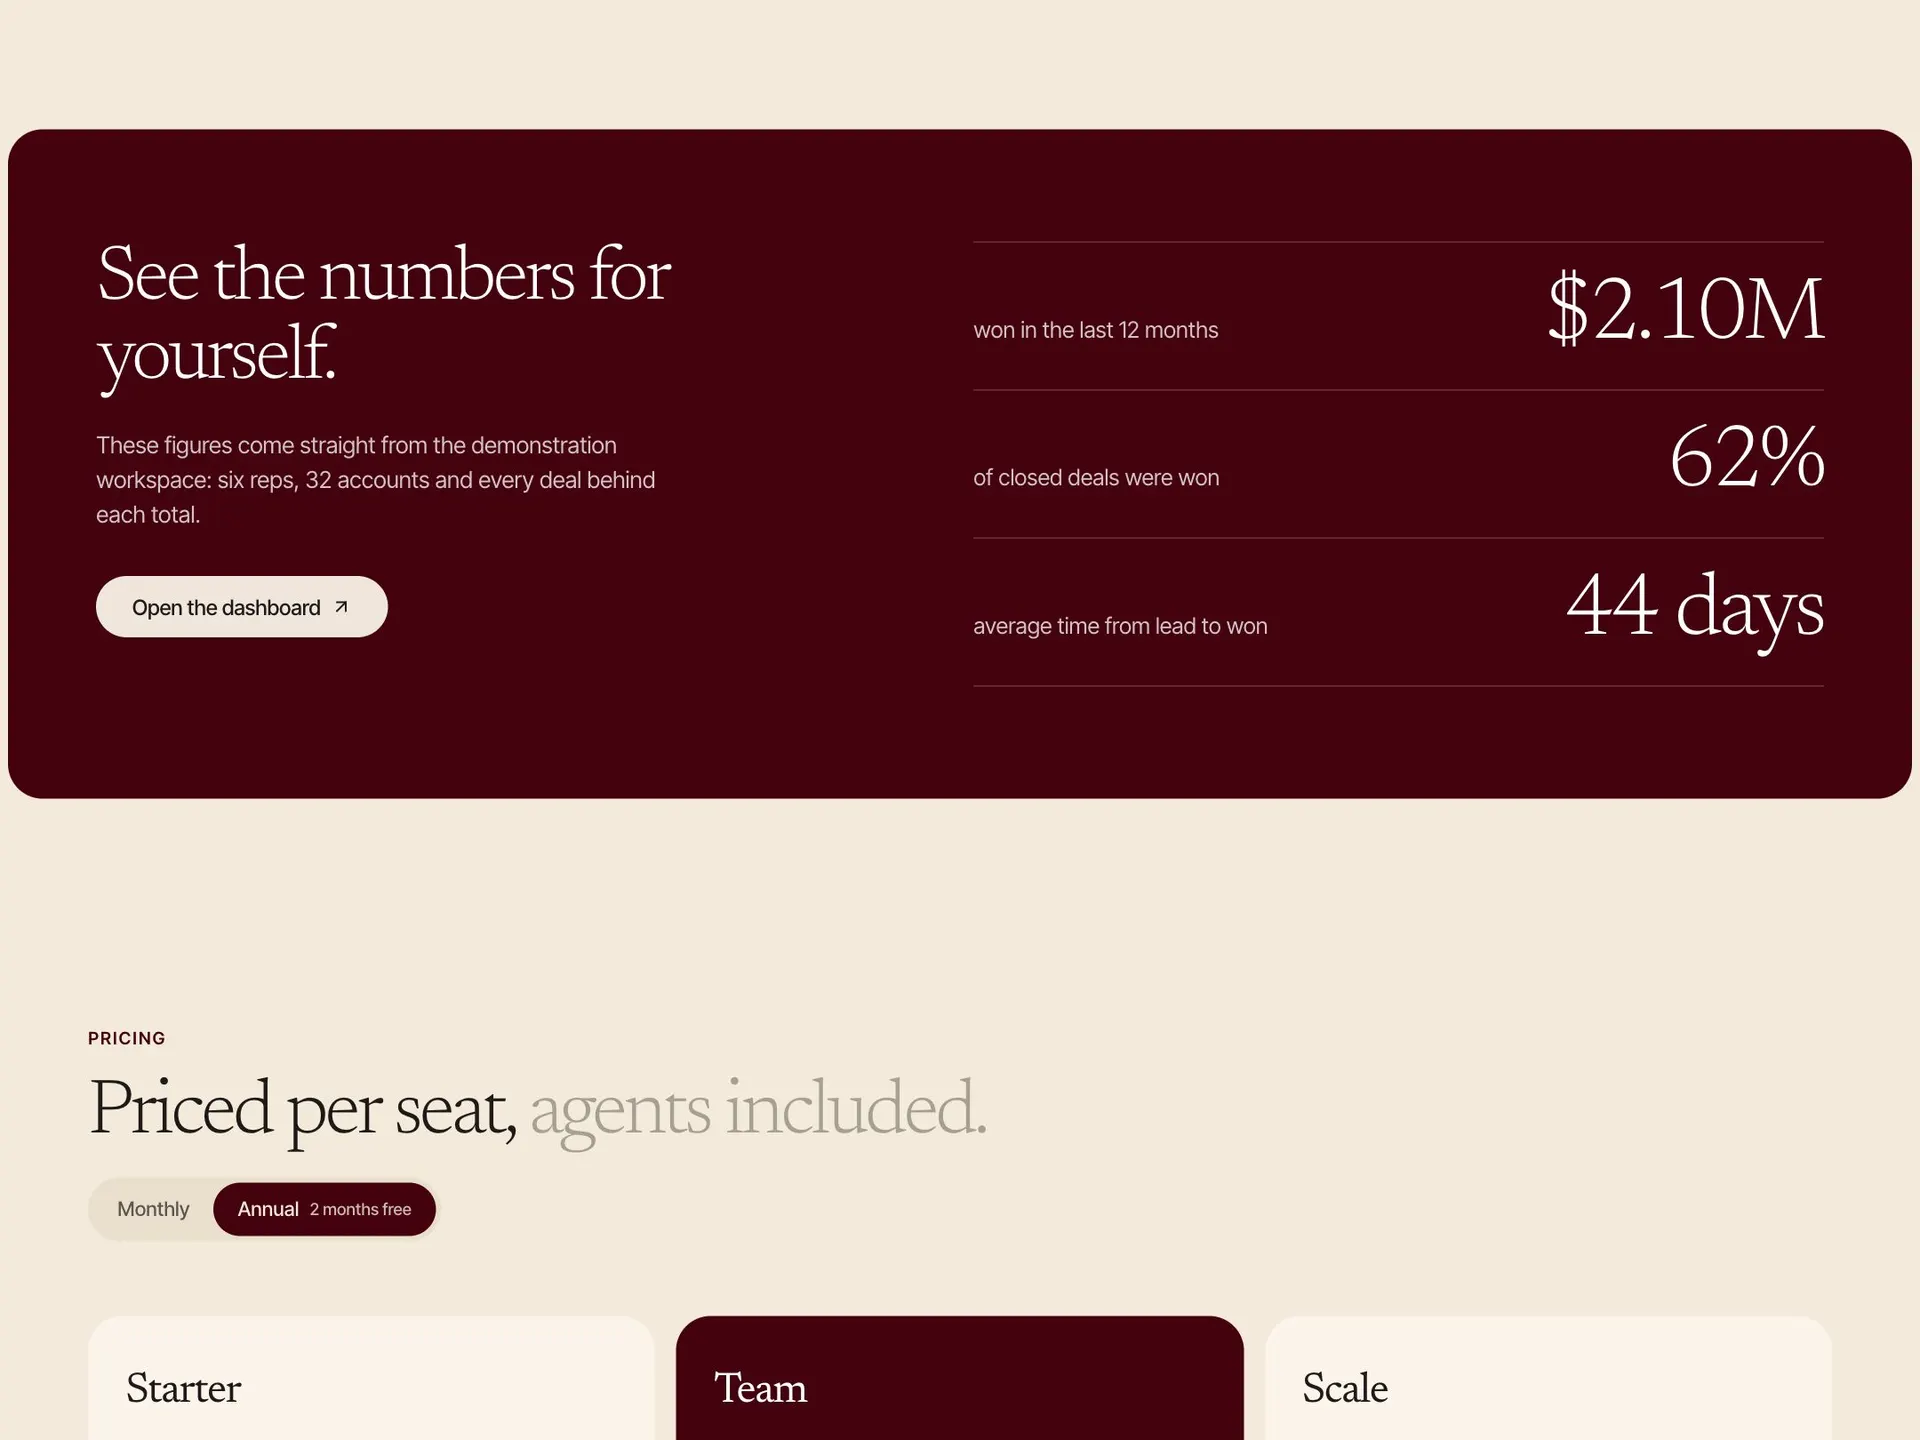 See the numbers for
yourself.
These figures come straight from the demonstration
workspace: six reps, 32 accounts and every deal behind
each total.
Open the dashboard
won in the last 12 months
$2.10M
of closed deals were won
62%
average time from lead to won
44 days
PRICING
Priced per seat, agents included.
Monthly
Annual 2 months free
Starter
Team
Scale